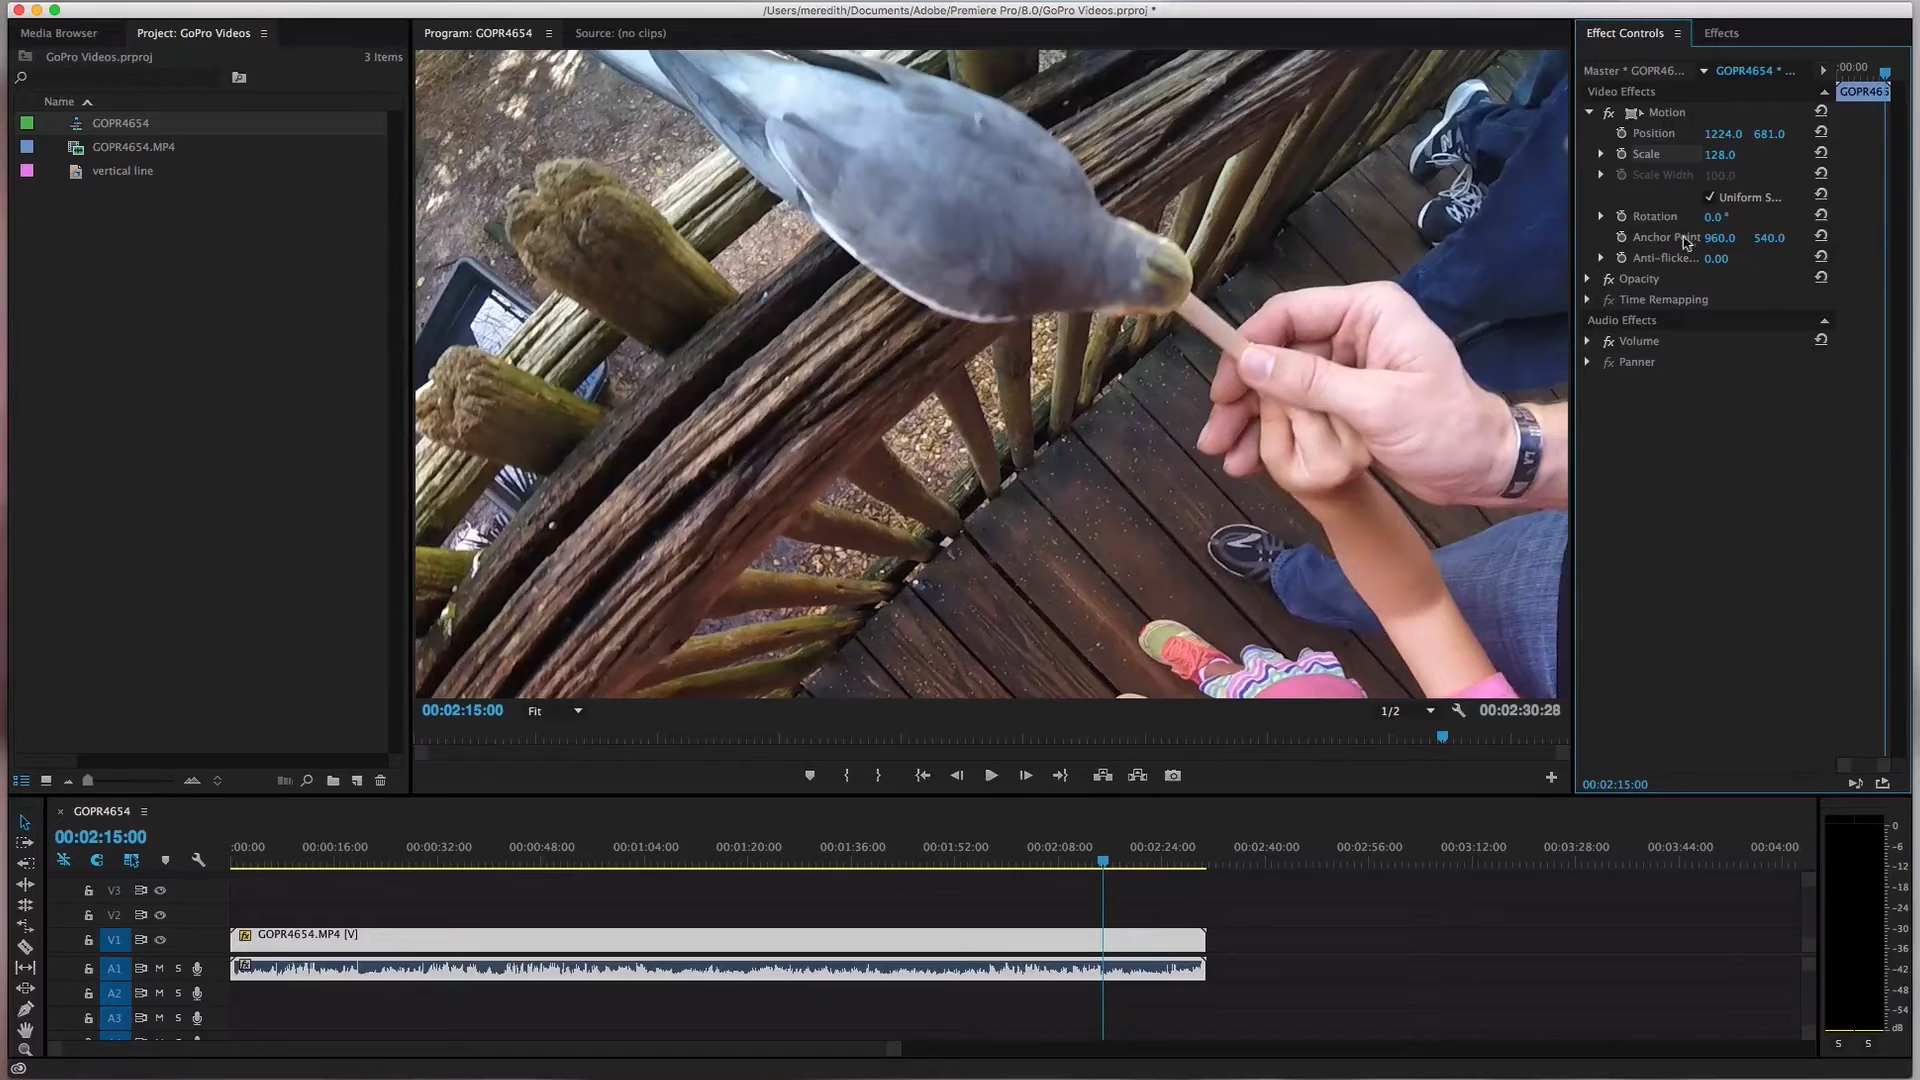 /Users/meredith/Documents/Adobe/Premiere Pro/8.0/GoPro Videos.prproj *
Media Browser
Project: GoPro Videos
Program: GOPR4654
Source: (no clips)
Effect Controls
Effects
GoPro Videos.prproj
3 Items
Name
GOPR4654
GOPR4654.MP4
vertical line
Master * GOPR46...
GOPR4654 * ...
:00:00
Video Effects
GOPR465
fx Motion
Position 1224.0 681.0
Scale 128.0
Scale Width 100.0
Uniform S...
Rotation 0.0 °
Anchor Point 960.0 540.0
Anti-flicke... 0.00
fx Opacity
fx Time Remapping
Audio Effects
fx Volume
fx Panner
00:02:15:00
Fit
1/2
00:02:30:28
00:02:15:00
GOPR4654
00:02:15:00
:00:00 00:00:16:00 00:00:32:00 00:00:48:00 00:01:04:00 00:01:20:00 00:01:36:00 00:01:52:00 00:02:08:00 00:02:24:00 00:02:40:00 00:02:56:00 00:03:12:00 00:03:28:00 00:03:44:00 00:04:00
V3
V2
V1
fx GOPR4654.MP4 [V]
A1 M S
fx
A2 M S
A3 M S
0
-6
-12
-18
-24
-30
-36
-42
-48
-54
dB
S S